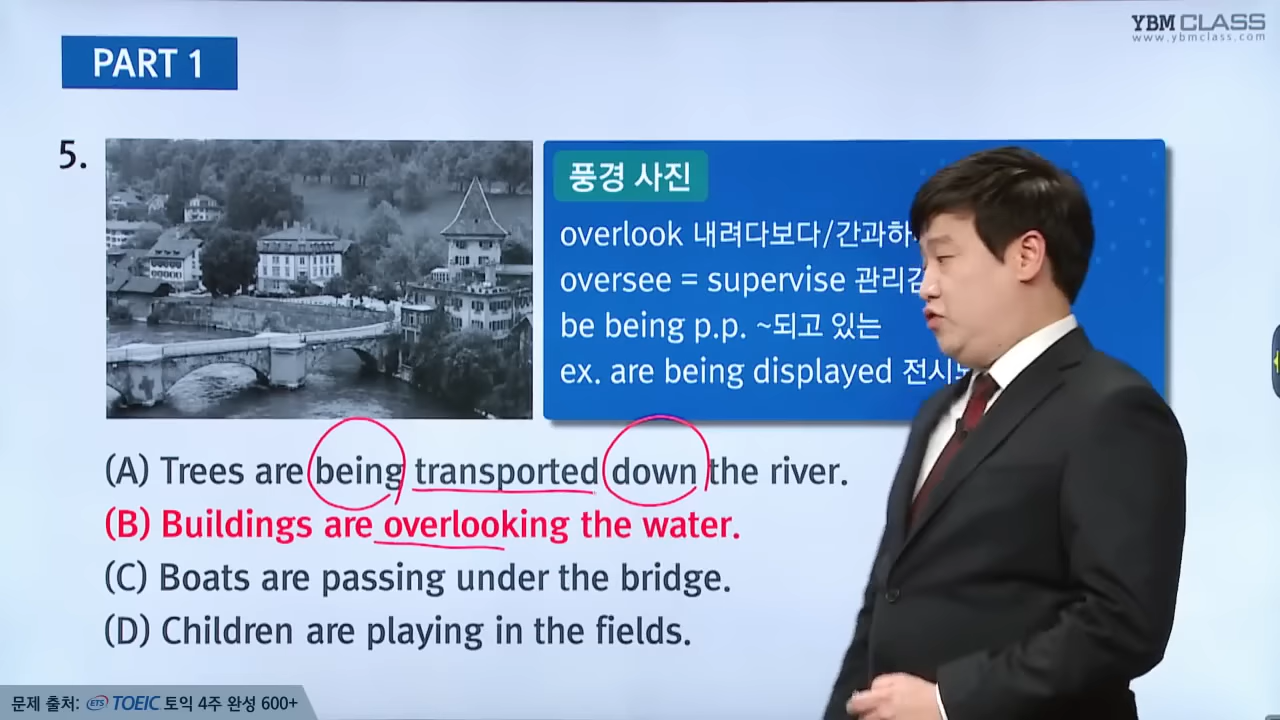 YBM CLASS
www.ybmclass.com
PART 1
5.
풍경 사진
overlook 내려다보다/간과하
oversee = supervise 관리감
be being p.p. ~되고 있는
ex. are being displayed 전시
(A) Trees are being transported down the river.
(B) Buildings are overlooking the water.
(C) Boats are passing under the bridge.
(D) Children are playing in the fields.
문제 출처: ETS TOEIC 토익 4주 완성 600+